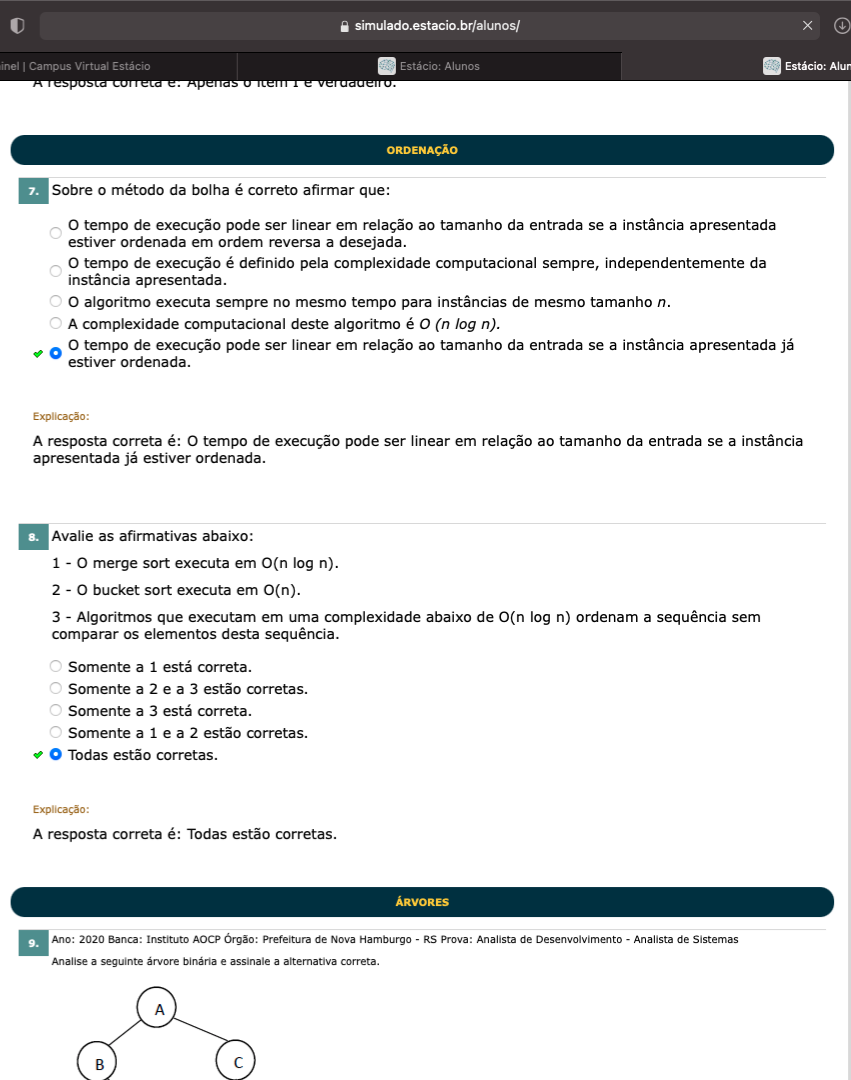 simulado.estacio.br/alunos/
inel | Campus Virtual Estácio
Estácio: Alunos
Estácio: Alun
A resposta correta é: Apenas o item I é verdadeiro.
ORDENAÇÃO
7. Sobre o método da bolha é correto afirmar que:
O tempo de execução pode ser linear em relação ao tamanho da entrada se a instância apresentada
estiver ordenada em ordem reversa a desejada.
O tempo de execução é definido pela complexidade computacional sempre, independentemente da
instância apresentada.
O algoritmo executa sempre no mesmo tempo para instâncias de mesmo tamanho n.
A complexidade computacional deste algoritmo é O (n log n).
O tempo de execução pode ser linear em relação ao tamanho da entrada se a instância apresentada já
estiver ordenada.
Explicação:
A resposta correta é: O tempo de execução pode ser linear em relação ao tamanho da entrada se a instância
apresentada já estiver ordenada.
8. Avalie as afirmativas abaixo:
1 - O merge sort executa em O(n log n).
2 - O bucket sort executa em O(n).
3 - Algoritmos que executam em uma complexidade abaixo de O(n log n) ordenam a sequência sem
comparar os elementos desta sequência.
Somente a 1 está correta.
Somente a 2 e a 3 estão corretas.
Somente a 3 está correta.
Somente a 1 e a 2 estão corretas.
Todas estão corretas.
Explicação:
A resposta correta é: Todas estão corretas.
ÁRVORES
9. Ano: 2020 Banca: Instituto AOCP Órgão: Prefeitura de Nova Hamburgo - RS Prova: Analista de Desenvolvimento - Analista de Sistemas
Analise a seguinte árvore binária e assinale a alternativa correta.
A
B
C